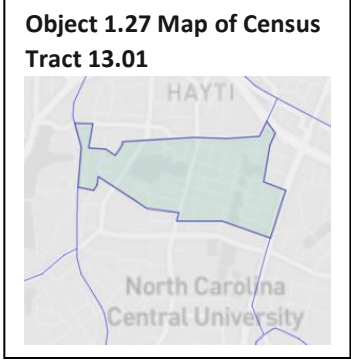 Object 1.27 Map of Census
Tract 13.01
HAYTI
North Carolina
Central University